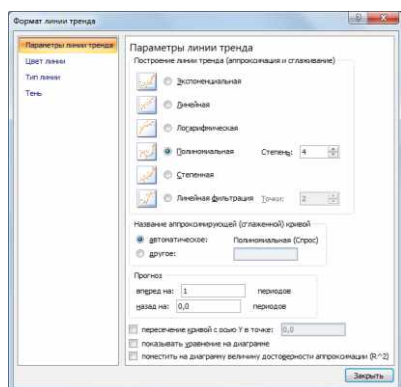 Формат линии тренда
Параметры линии тренда
Цвет линии
Тип линии
Тень
Параметры линии тренда
Построение линии тренда (аппроксимация и сглаживание)
Экспоненциальная
Линейная
Логарифмическая
Полиномиальная Степень: 4
Степенная
Линейная фильтрация Точки: 2
Название аппроксимирующей (сглаженной) кривой
автоматическое: Полиномиальная (Спрос)
другое:
Прогноз
вперед на: 1 периодов
назад на: 0,0 периодов
пересечение кривой с осью Y в точке: 0,0
показывать уравнение на диаграмме
поместить на диаграмму величину достоверности аппроксимации (R^2)
Закрыть